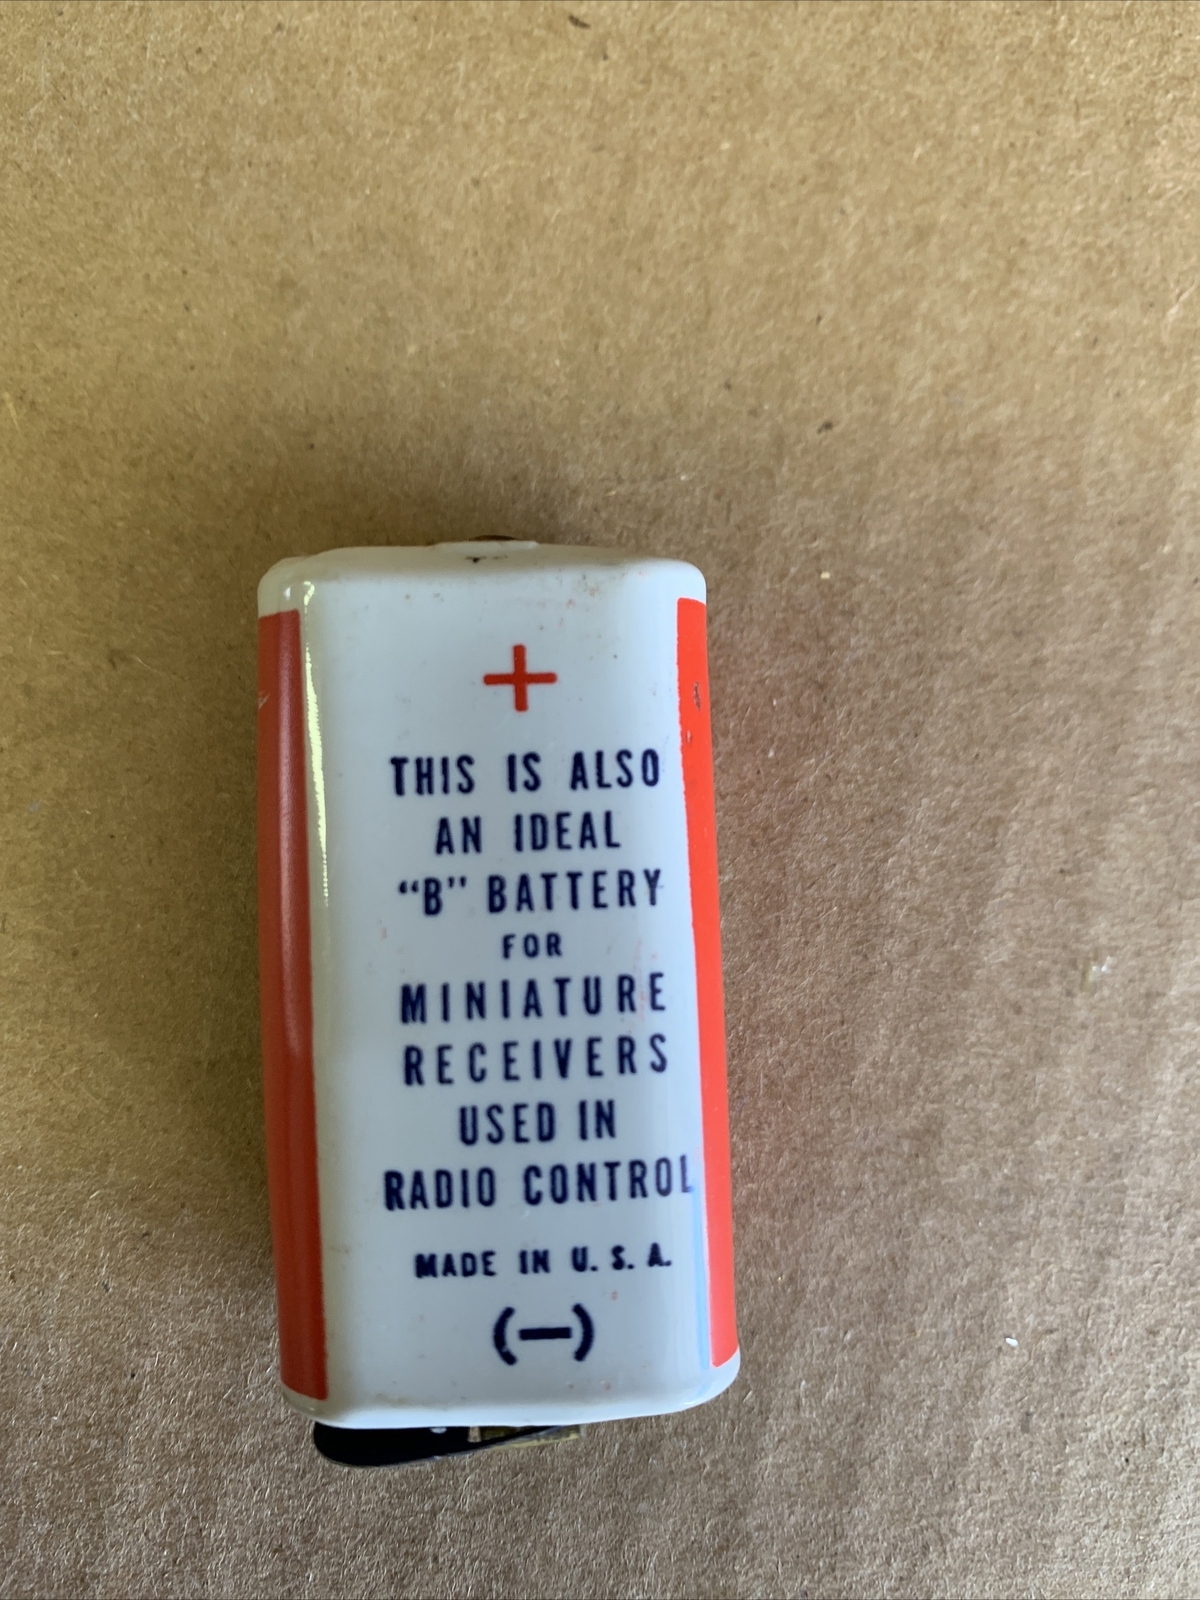 +
THIS IS ALSO
AN IDEAL
“B” BATTERY
FOR
MINIATURE
RECEIVERS
USED IN
RADIO CONTROL
MADE IN U. S. A.
(—)